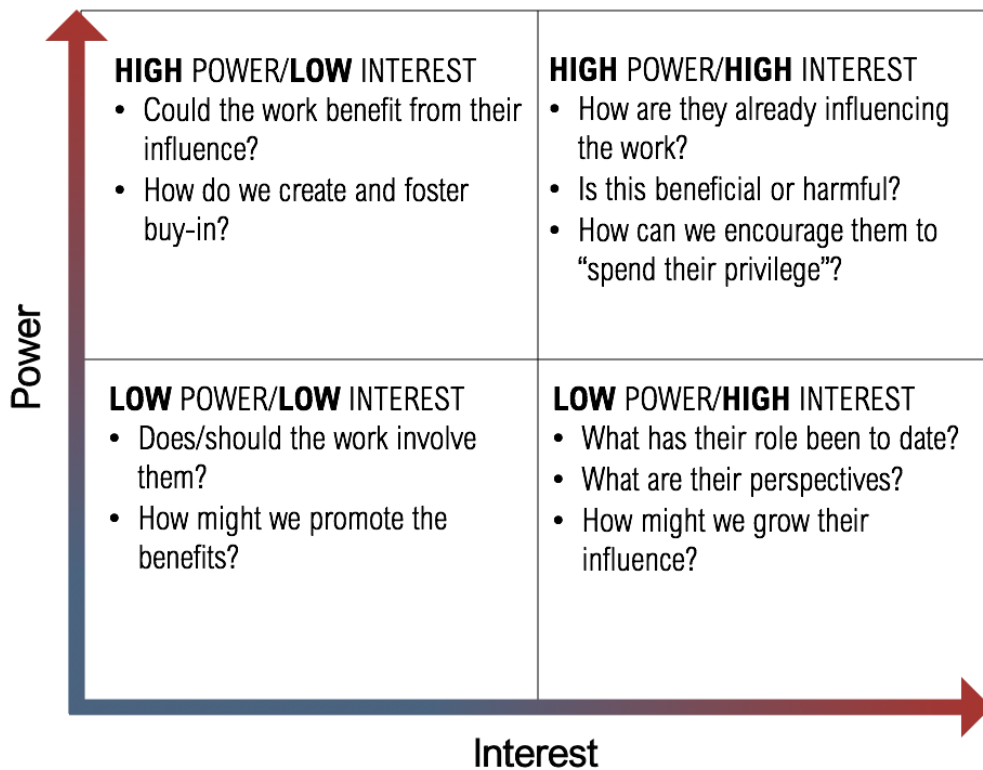 HIGH POWER/LOW INTEREST
• Could the work benefit from their
influence?
• How do we create and foster
buy-in?
HIGH POWER/HIGH INTEREST
• How are they already influencing
the work?
• Is this beneficial or harmful?
• How can we encourage them to
“spend their privilege”?
Power
LOW POWER/LOW INTEREST
• Does/should the work involve
them?
• How might we promote the
benefits?
LOW POWER/HIGH INTEREST
• What has their role been to date?
• What are their perspectives?
• How might we grow their
influence?
Interest